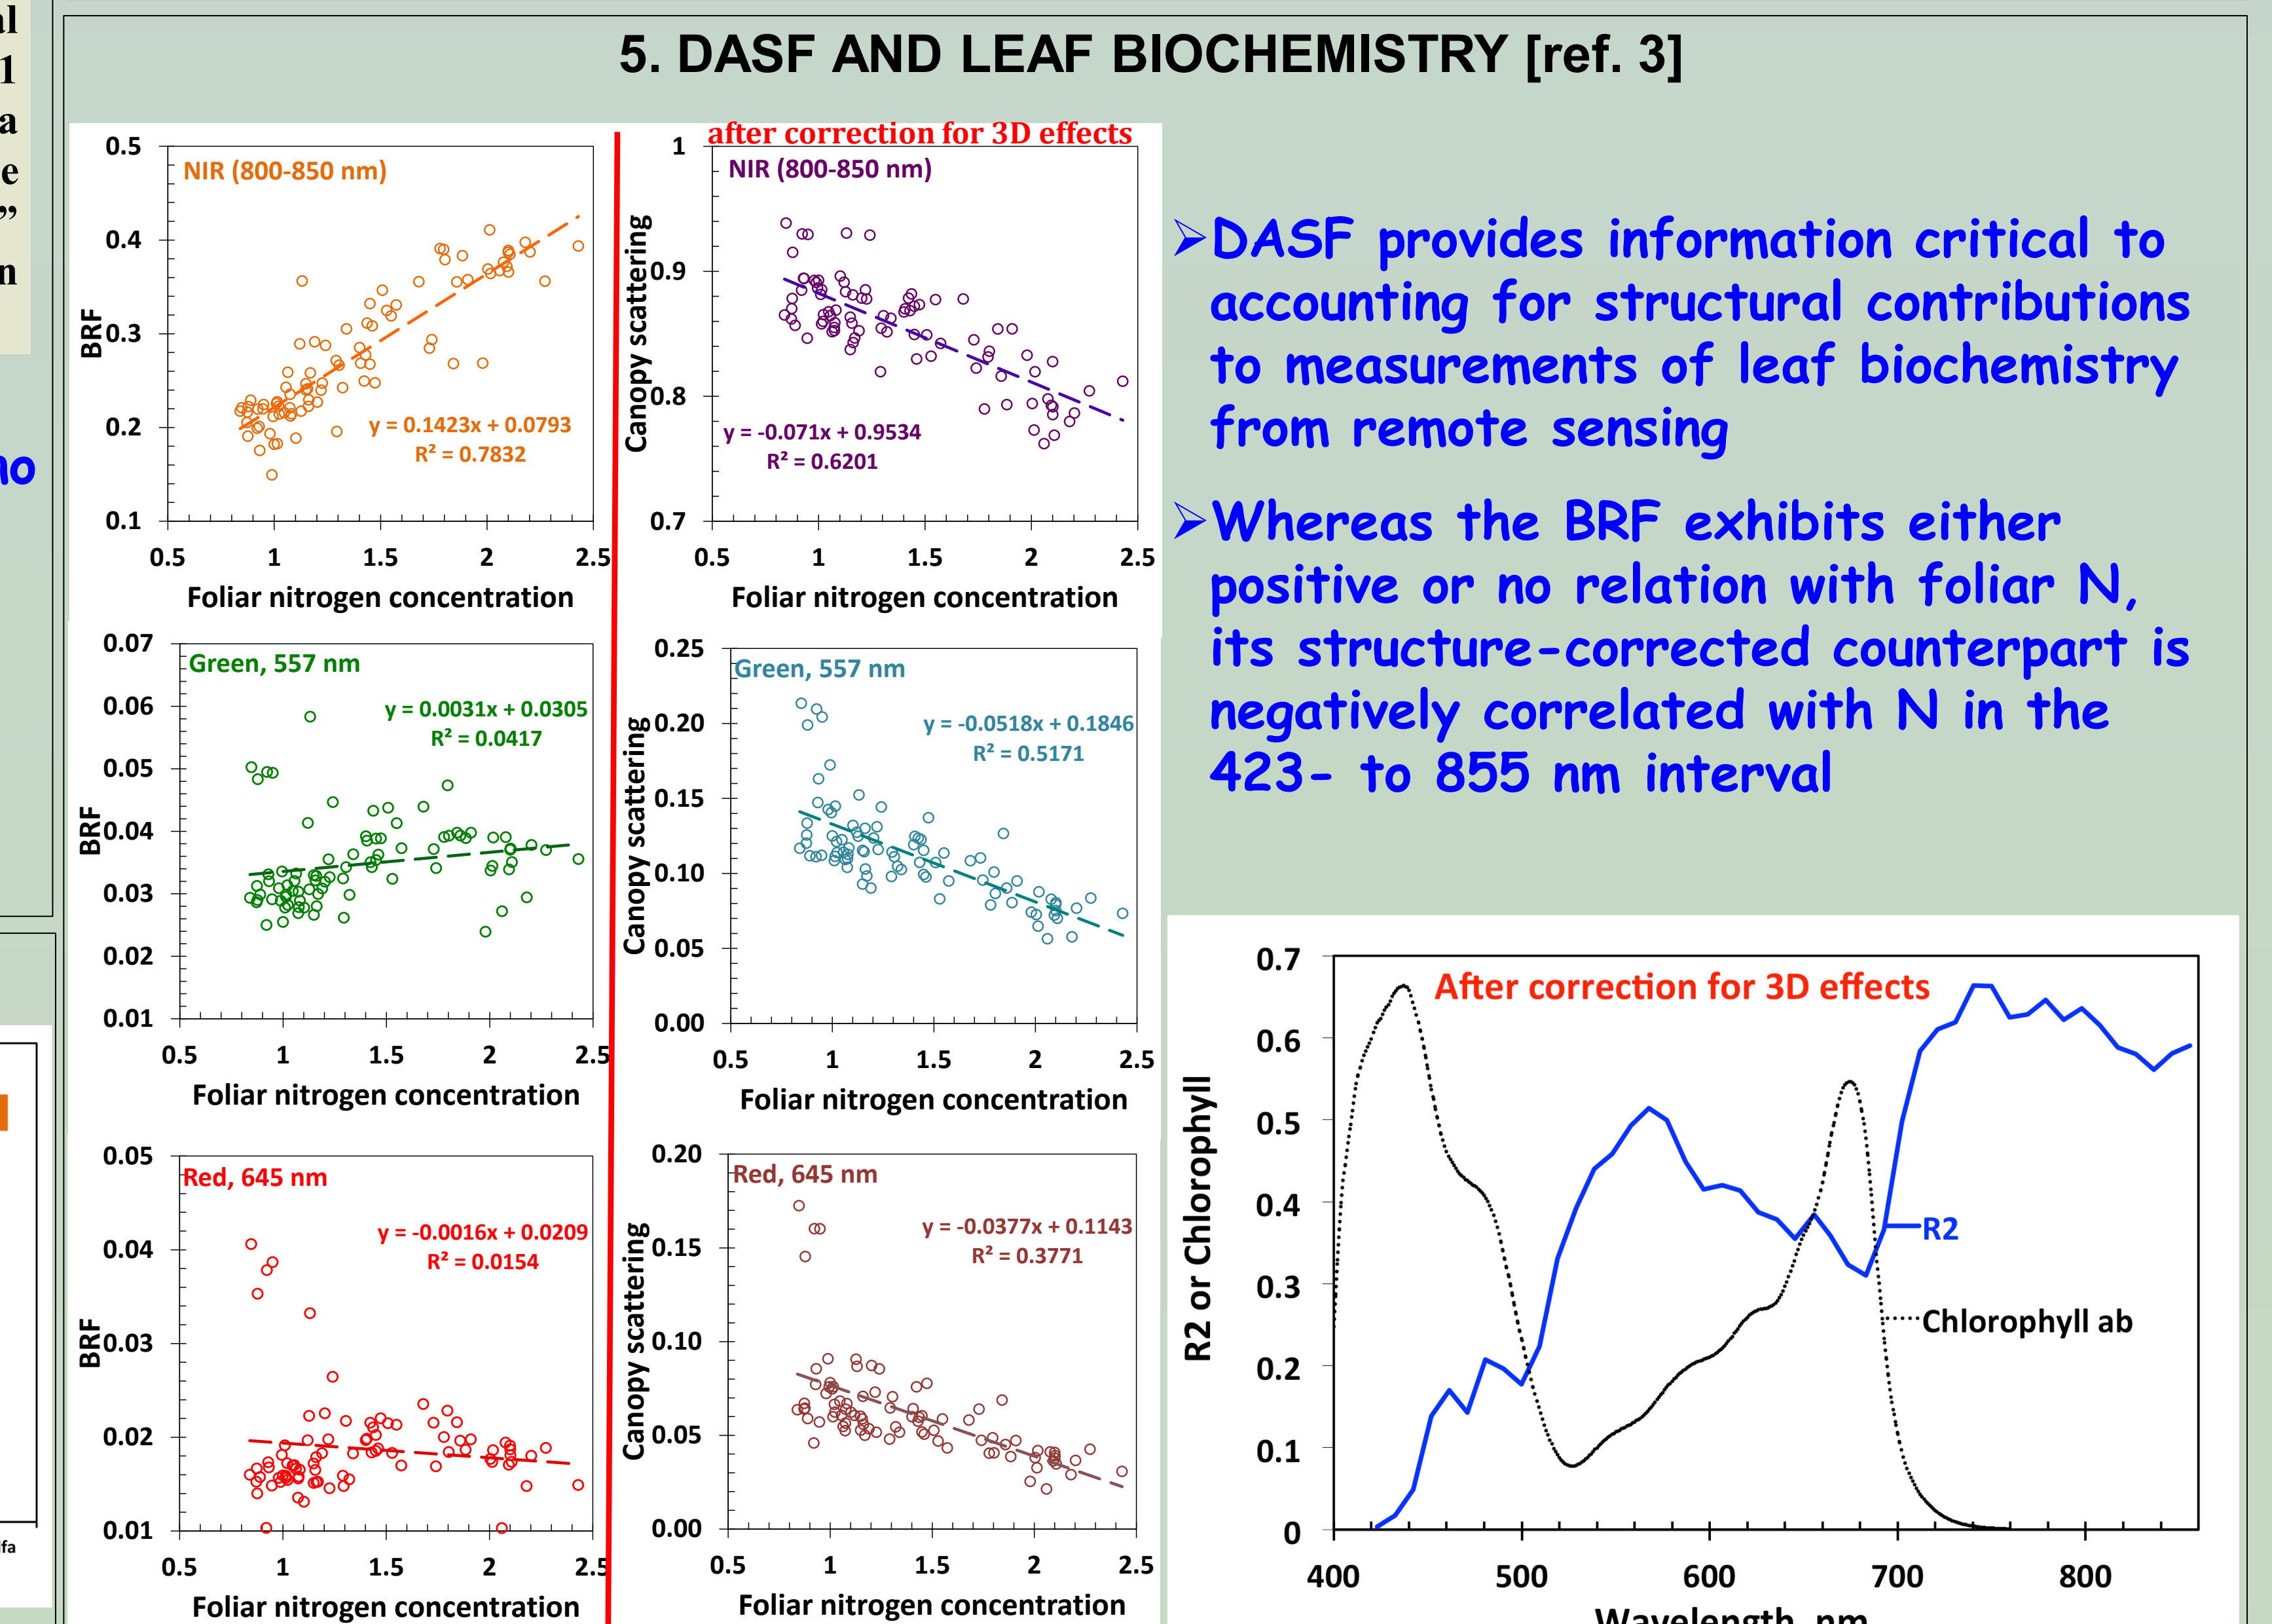 al
1
a
e
”
n
no
lfa
5. DASF AND LEAF BIOCHEMISTRY [ref. 3]
after correction for 3D effects
0.5
0.4
0.3
0.2
0.1
BRF
NIR (800-850 nm)
y = 0.1423x + 0.0793
R² = 0.7832
0.5 1 1.5 2 2.5
Foliar nitrogen concentration
1
0.9
0.8
0.7
Canopy scattering
NIR (800-850 nm)
y = -0.071x + 0.9534
R² = 0.6201
0.5 1 1.5 2 2.5
Foliar nitrogen concentration
0.07
0.06
0.05
0.04
0.03
0.02
0.01
BRF
Green, 557 nm
y = 0.0031x + 0.0305
R² = 0.0417
0.5 1 1.5 2 2.5
Foliar nitrogen concentration
0.25
0.20
0.15
0.10
0.05
0.00
Canopy scattering
Green, 557 nm
y = -0.0518x + 0.1846
R² = 0.5171
0.5 1 1.5 2 2.5
Foliar nitrogen concentration
0.05
0.04
0.03
0.02
0.01
BRF
Red, 645 nm
y = -0.0016x + 0.0209
R² = 0.0154
0.5 1 1.5 2 2.5
Foliar nitrogen concentration
0.20
0.15
0.10
0.05
0.00
Canopy scattering
Red, 645 nm
y = -0.0377x + 0.1143
R² = 0.3771
0.5 1 1.5 2 2.5
Foliar nitrogen concentration
➢DASF provides information critical to
accounting for structural contributions
to measurements of leaf biochemistry
from remote sensing
➢Whereas the BRF exhibits either
positive or no relation with foliar N,
its structure-corrected counterpart is
negatively correlated with N in the
423- to 855 nm interval
After correction for 3D effects
0.7
0.6
0.5
0.4
0.3
0.2
0.1
0
R2 or Chlorophyll
R2
Chlorophyll ab
400 500 600 700 800
Wavelength, nm